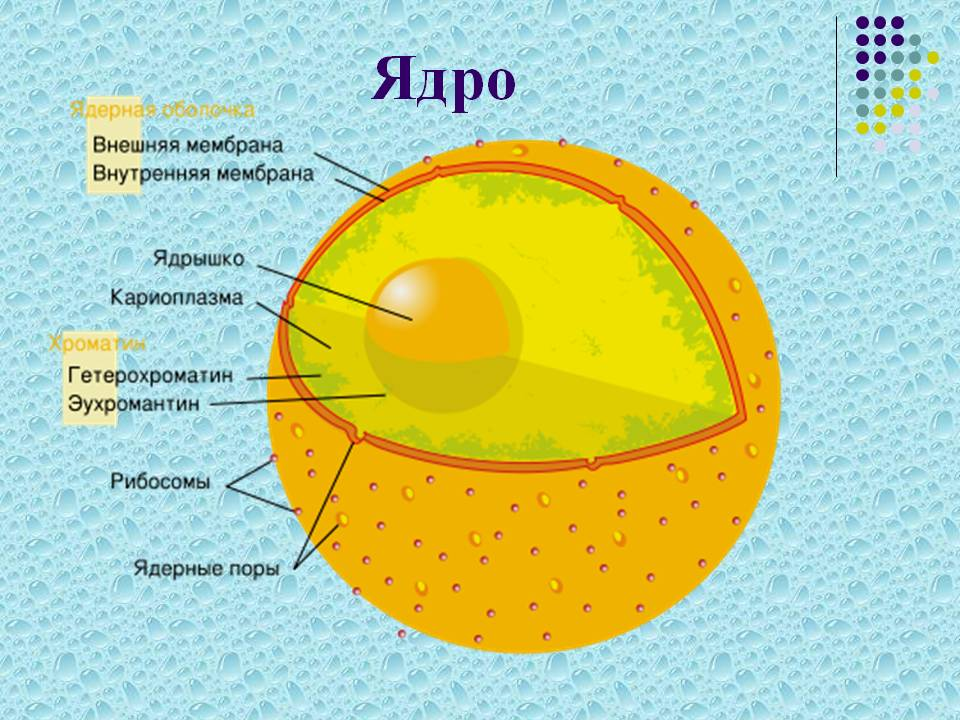 Ядро
Ядерная оболочка
Внешняя мембрана
Внутренняя мембрана
Ядрышко
Кариоплазма
Хроматин
Гетерохроматин
Эухромантин
Рибосомы
Ядерные поры